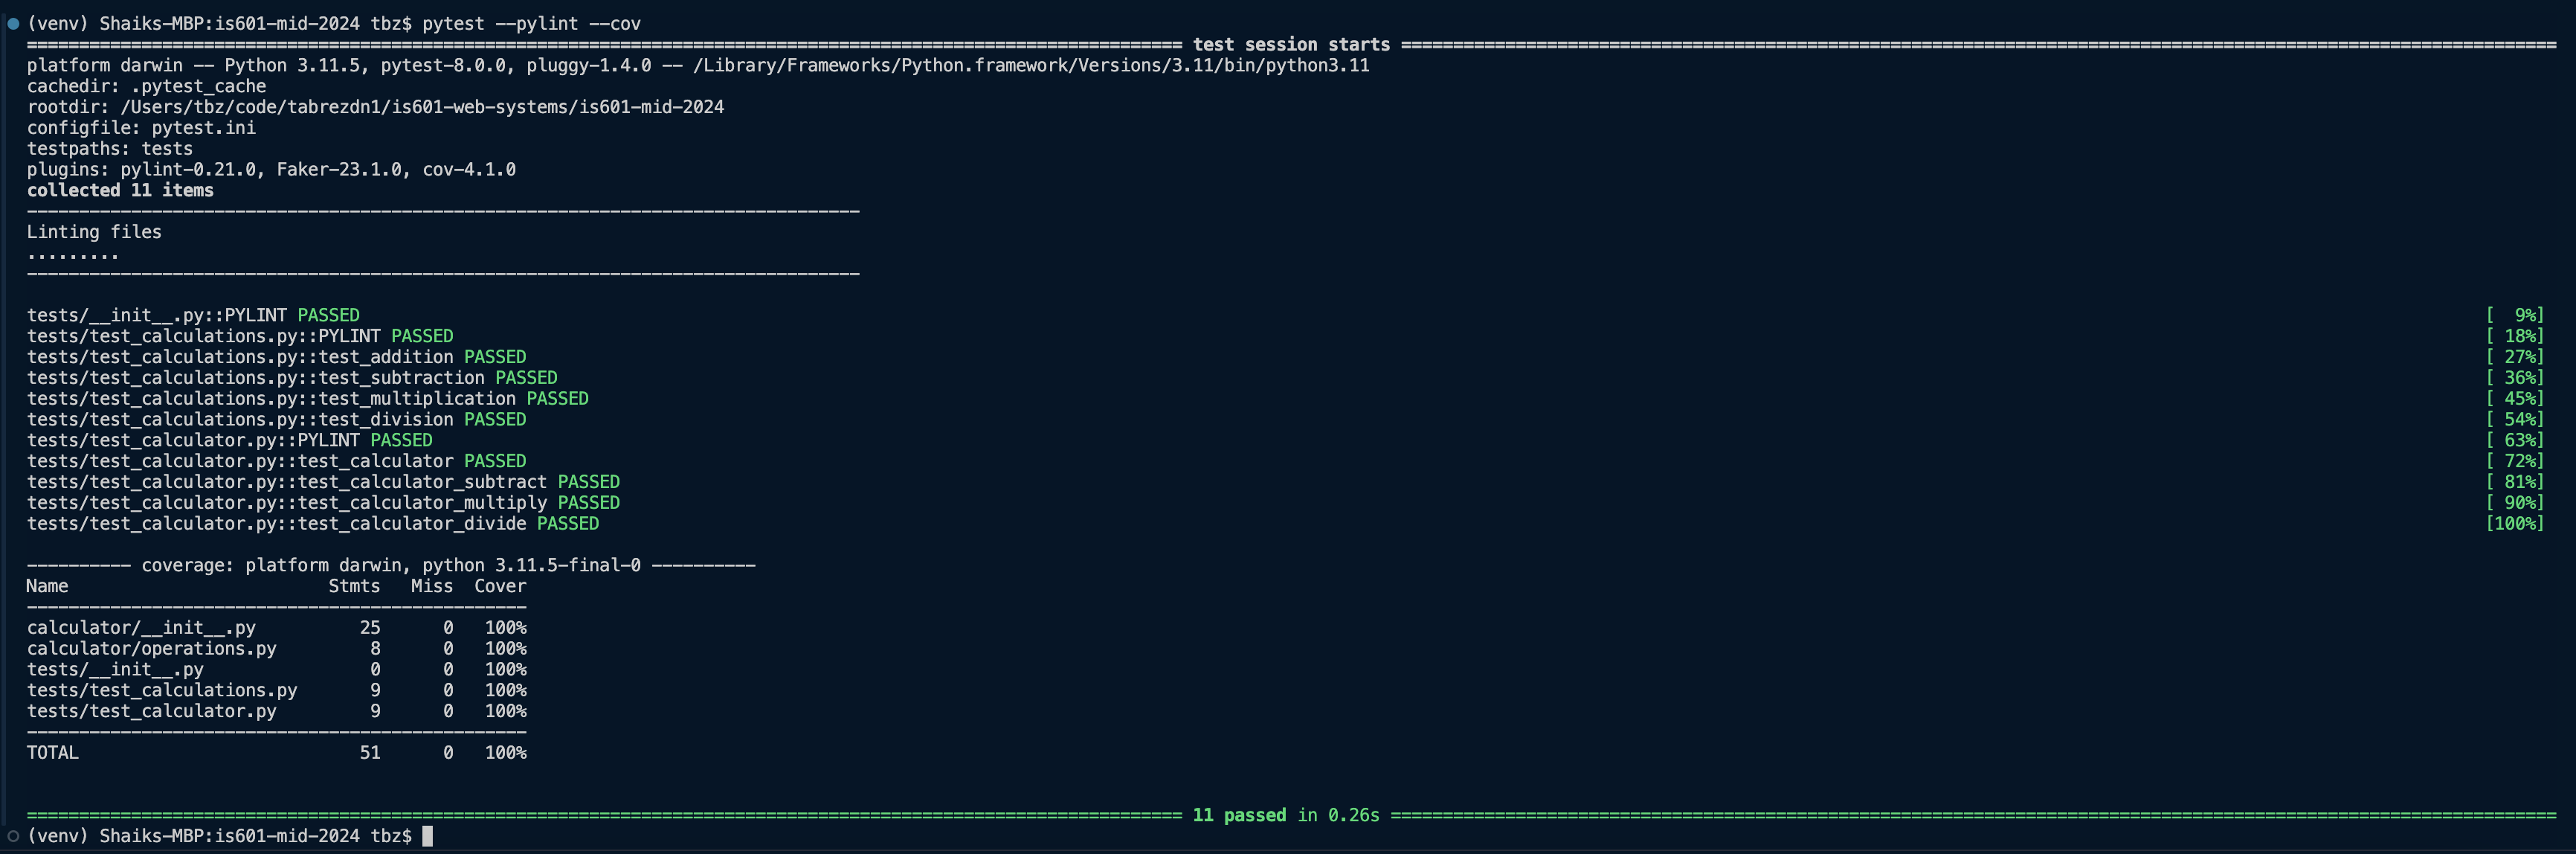 (venv) Shaiks-MBP:is601-mid-2024 tbz$ pytest --pylint --cov
=============== test session starts ===============
platform darwin -- Python 3.11.5, pytest-8.0.0, pluggy-1.4.0 -- /Library/Frameworks/Python.framework/Versions/3.11/bin/python3.11
cachedir: .pytest_cache
rootdir: /Users/tbz/code/tabrezdn1/is601-web-systems/is601-mid-2024
configfile: pytest.ini
testpaths: tests
plugins: pylint-0.21.0, Faker-23.1.0, cov-4.1.0
collected 11 items
--------------------------------------------------------------------------------
Linting files
.........
--------------------------------------------------------------------------------
tests/__init__.py::PYLINT PASSED [  9%]
tests/test_calculations.py::PYLINT PASSED [ 18%]
tests/test_calculations.py::test_addition PASSED [ 27%]
tests/test_calculations.py::test_subtraction PASSED [ 36%]
tests/test_calculations.py::test_multiplication PASSED [ 45%]
tests/test_calculations.py::test_division PASSED [ 54%]
tests/test_calculator.py::PYLINT PASSED [ 63%]
tests/test_calculator.py::test_calculator PASSED [ 72%]
tests/test_calculator.py::test_calculator_subtract PASSED [ 81%]
tests/test_calculator.py::test_calculator_multiply PASSED [ 90%]
tests/test_calculator.py::test_calculator_divide PASSED [100%]
---------- coverage: platform darwin, python 3.11.5-final-0 ----------
Name                         Stmts   Miss  Cover
------------------------------------------------
calculator/__init__.py          25      0   100%
calculator/operations.py         8      0   100%
tests/__init__.py                0      0   100%
tests/test_calculations.py       9      0   100%
tests/test_calculator.py         9      0   100%
------------------------------------------------
TOTAL                           51      0   100%
=============== 11 passed in 0.26s ===============
(venv) Shaiks-MBP:is601-mid-2024 tbz$